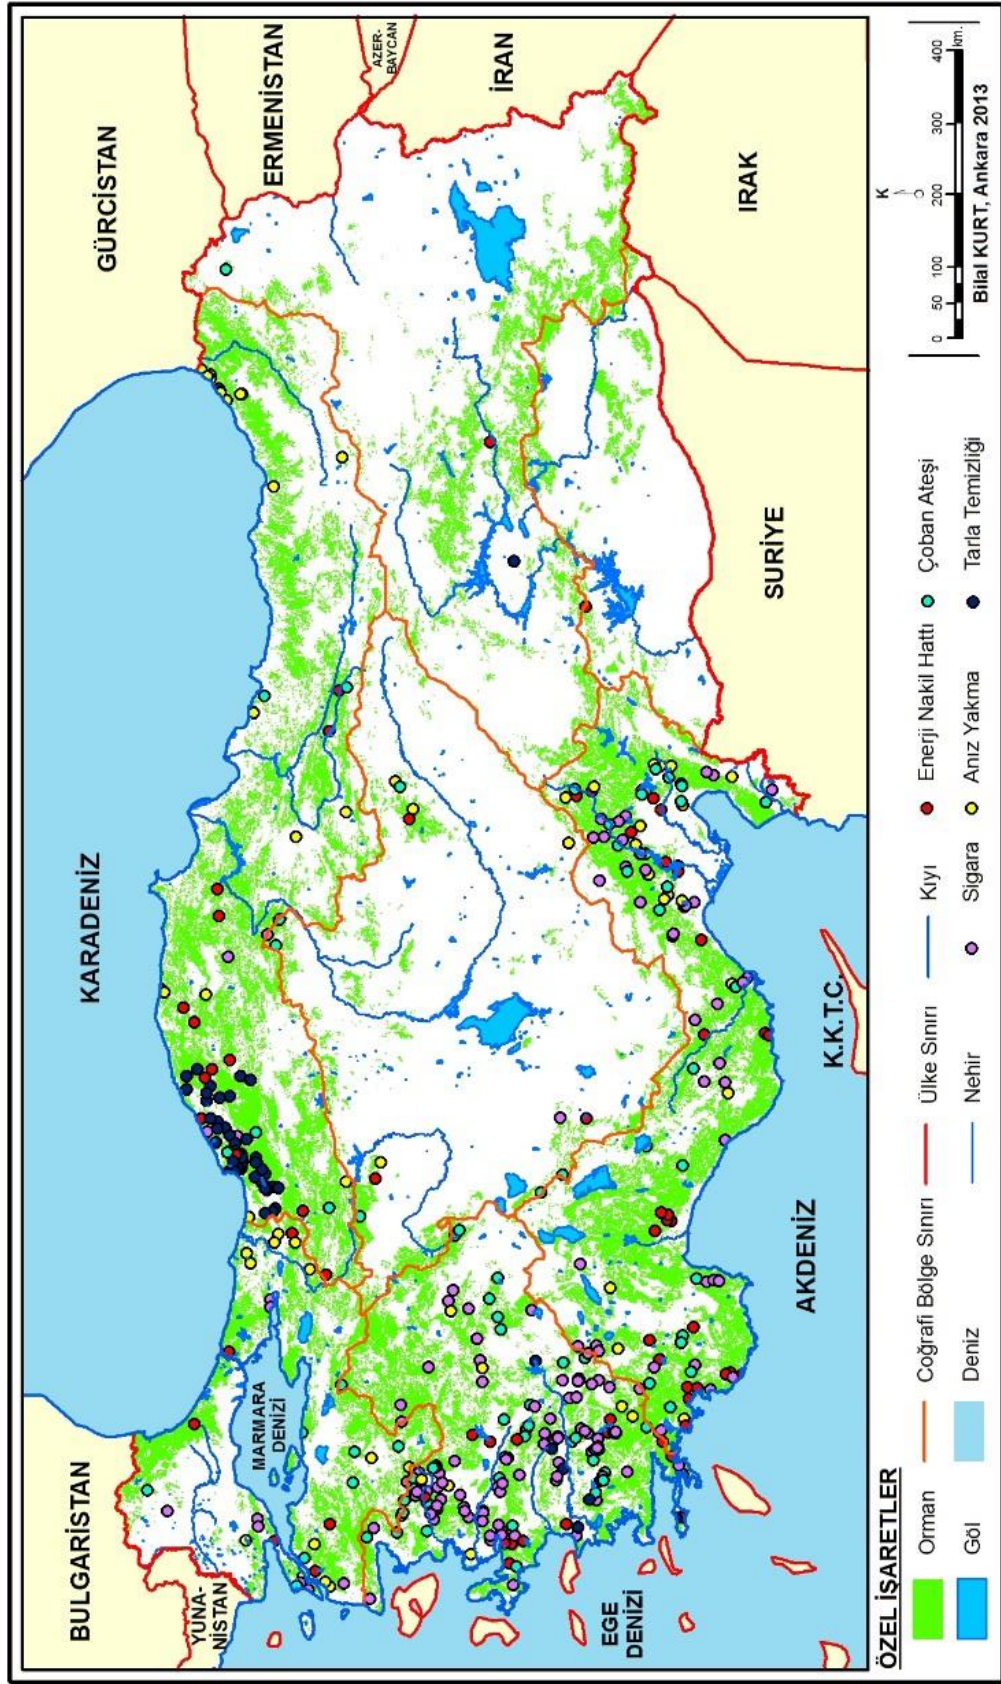 BULGARİSTAN
KARADENİZ
GÜRCİSTAN
YUNA-
NİSTAN
MARMARA
DENİZİ
ERMENİSTAN
AZER-
BAYCAN
İRAN
EGE
DENİZİ
AKDENİZ
K.K.T.C.
SURİYE
IRAK
ÖZEL İŞARETLER
Orman
Coğrafi Bölge Sınırı
Ülke Sınırı
Kıyı
Enerji Nakil Hattı
Çoban Ateşi
Göl
Deniz
Nehir
Sigara
Anız Yakma
Tarla Temizliği
K
0 50 100 200 300 400
km.
Bilal KURT, Ankara 2013